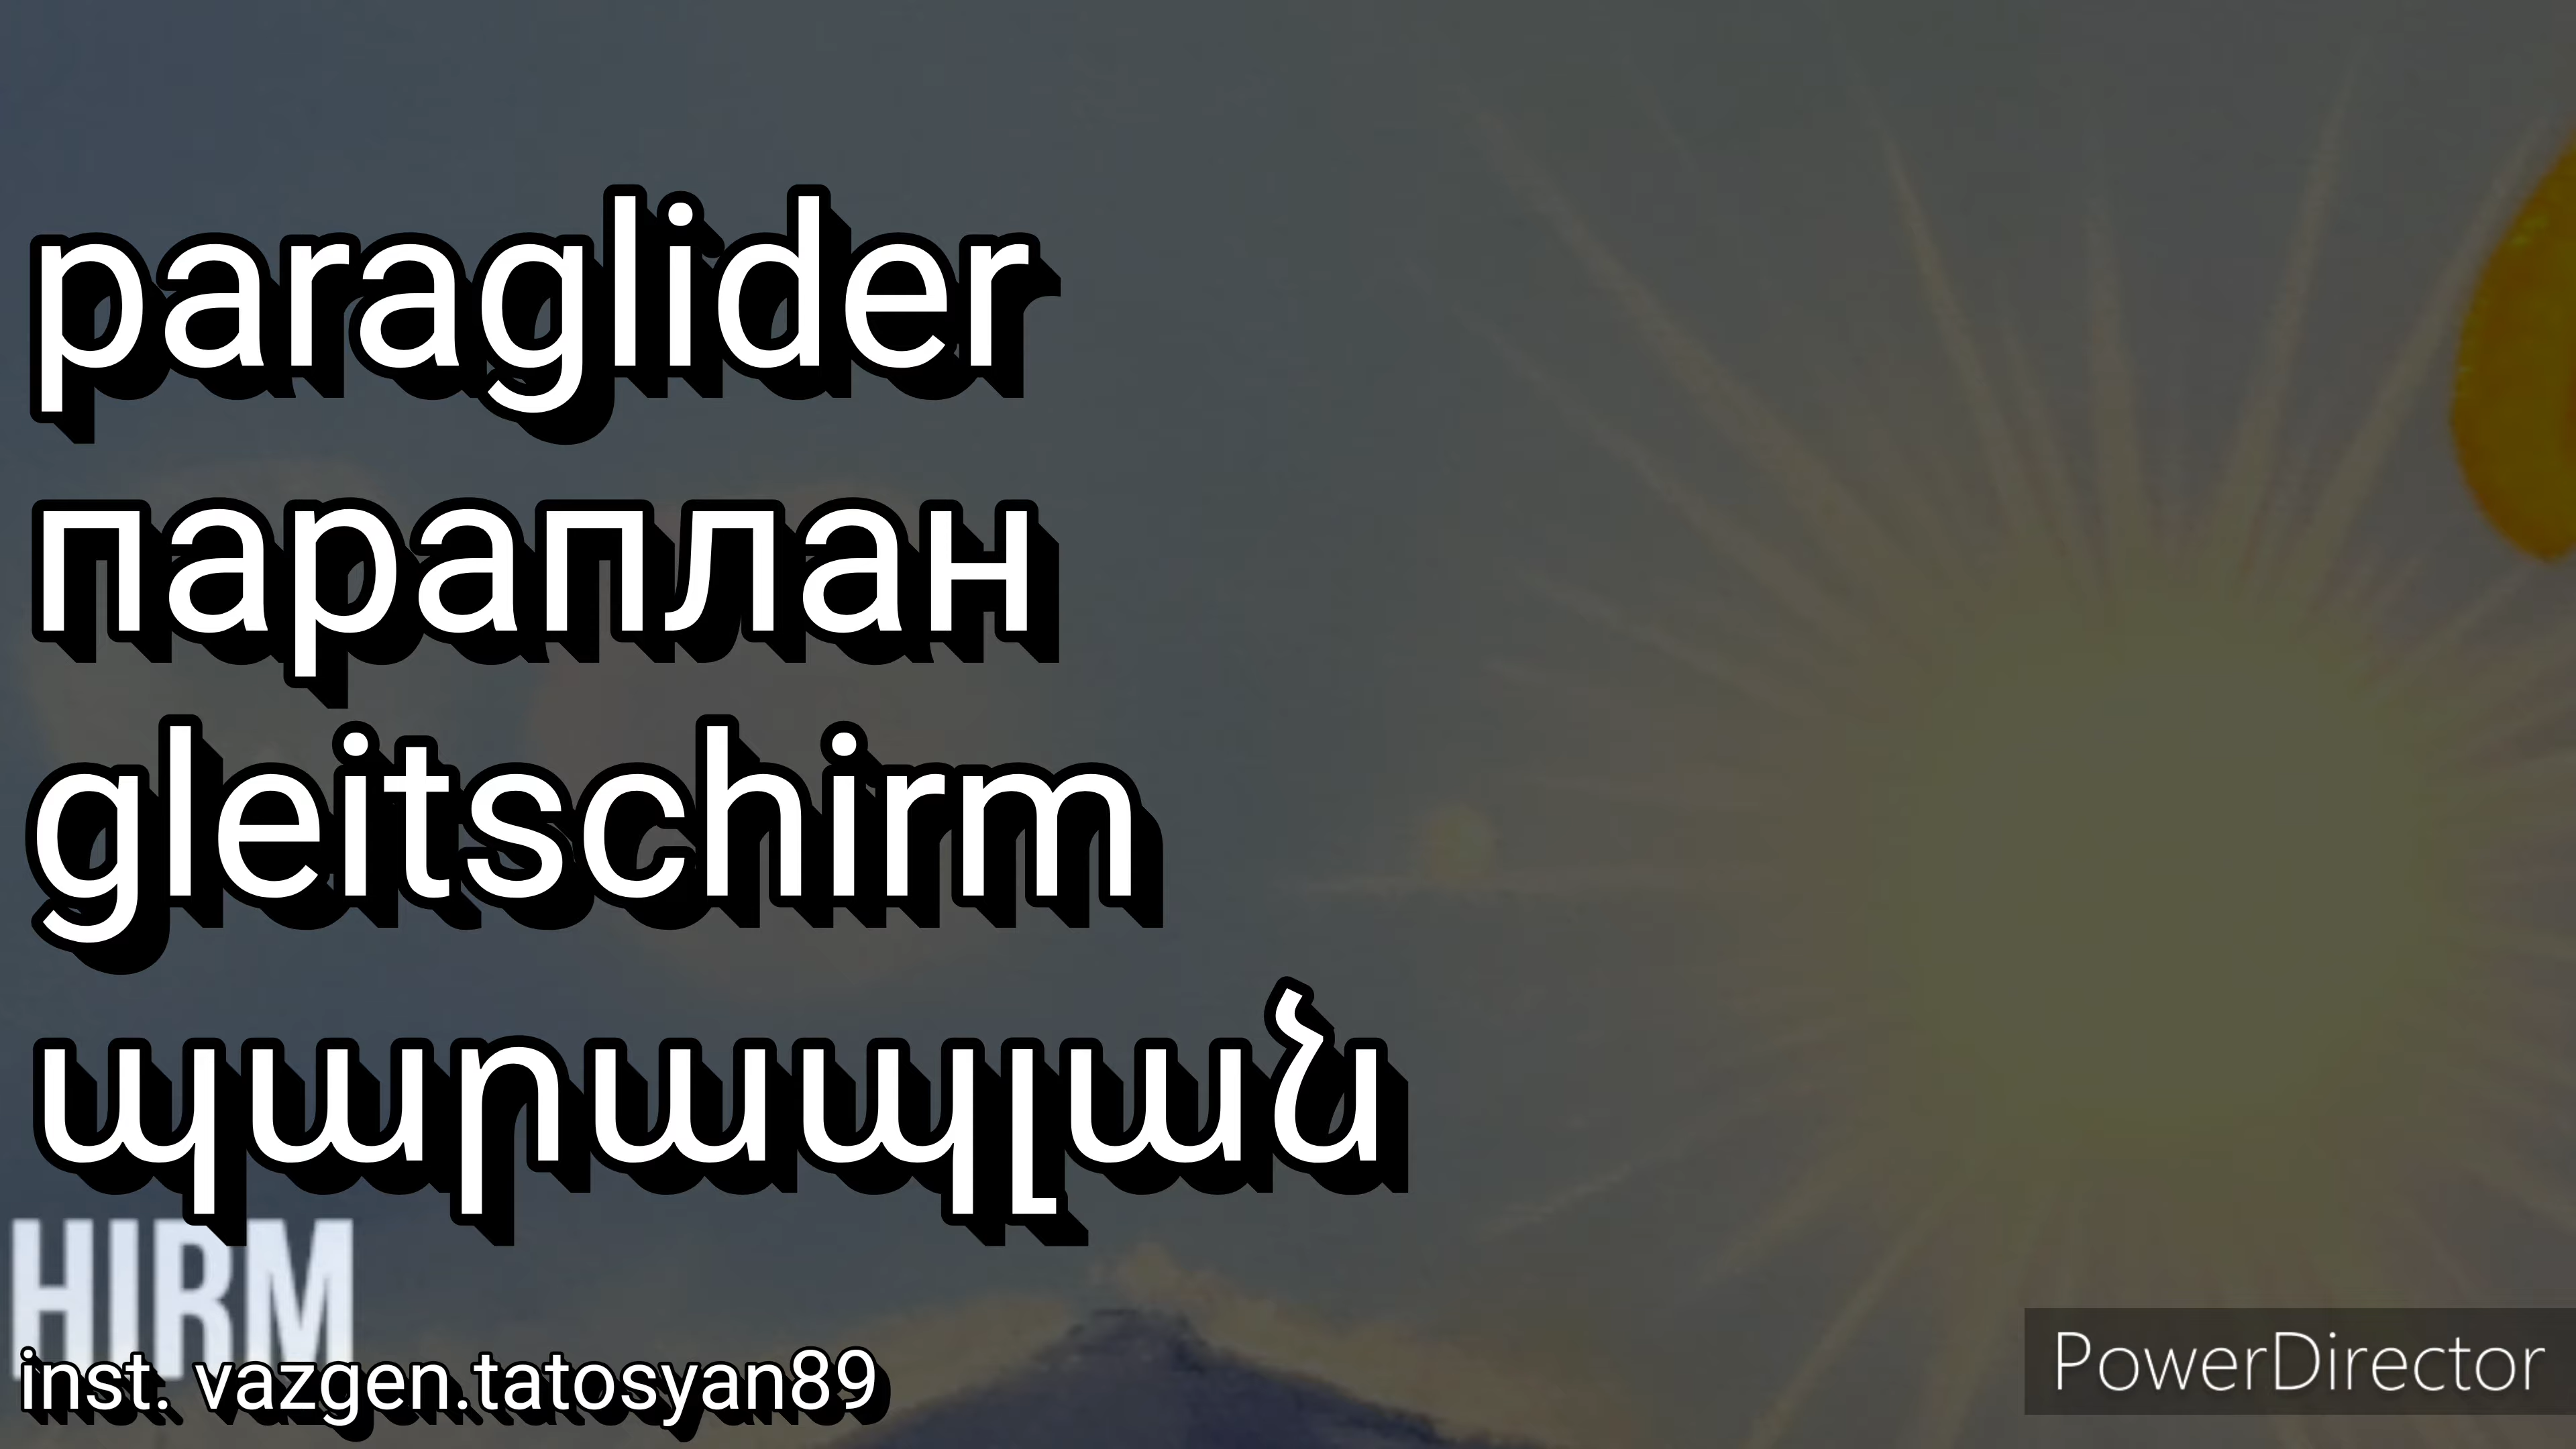 paraglider
параплан
gleitschirm
պարապլան
HIRM
inst. vazgen.tatosyan89
PowerDirector